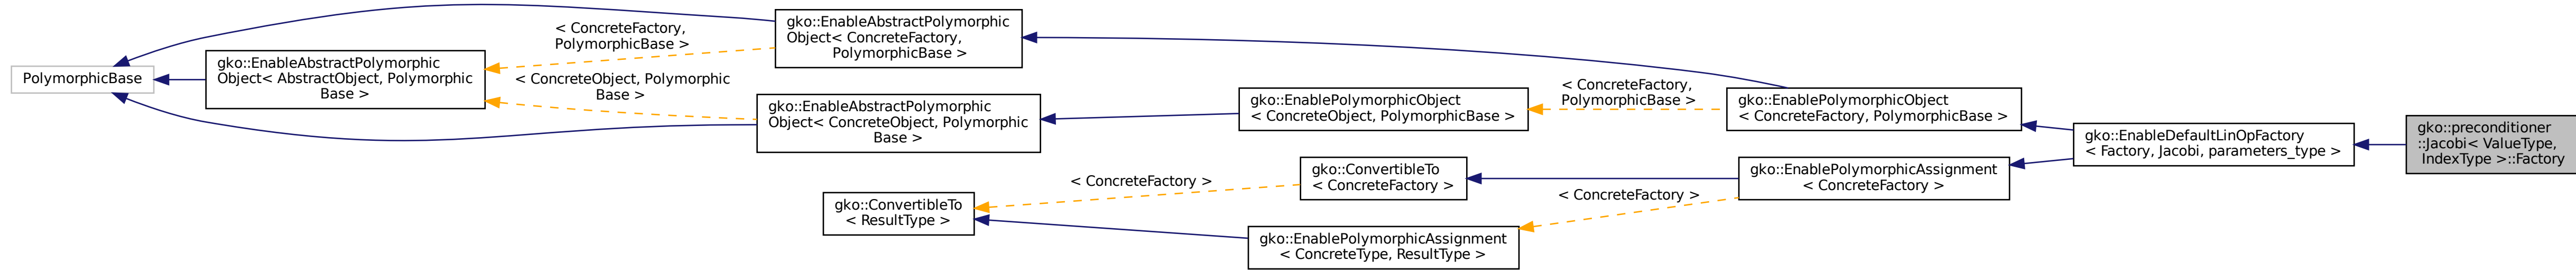 PolymorphicBase
gko::EnableAbstractPolymorphic
Object< AbstractObject, Polymorphic
Base >
< ConcreteFactory,
PolymorphicBase >
< ConcreteObject, Polymorphic
Base >
gko::EnableAbstractPolymorphic
Object< ConcreteFactory,
PolymorphicBase >
gko::EnableAbstractPolymorphic
Object< ConcreteObject, Polymorphic
Base >
gko::ConvertibleTo
< ResultType >
< ConcreteFactory >
gko::EnablePolymorphicObject
< ConcreteObject, PolymorphicBase >
gko::ConvertibleTo
< ConcreteFactory >
gko::EnablePolymorphicAssignment
< ConcreteType, ResultType >
< ConcreteFactory,
PolymorphicBase >
< ConcreteFactory >
gko::EnablePolymorphicObject
< ConcreteFactory, PolymorphicBase >
gko::EnablePolymorphicAssignment
< ConcreteFactory >
gko::EnableDefaultLinOpFactory
< Factory, Jacobi, parameters_type >
gko::preconditioner
::Jacobi< ValueType,
IndexType >::Factory